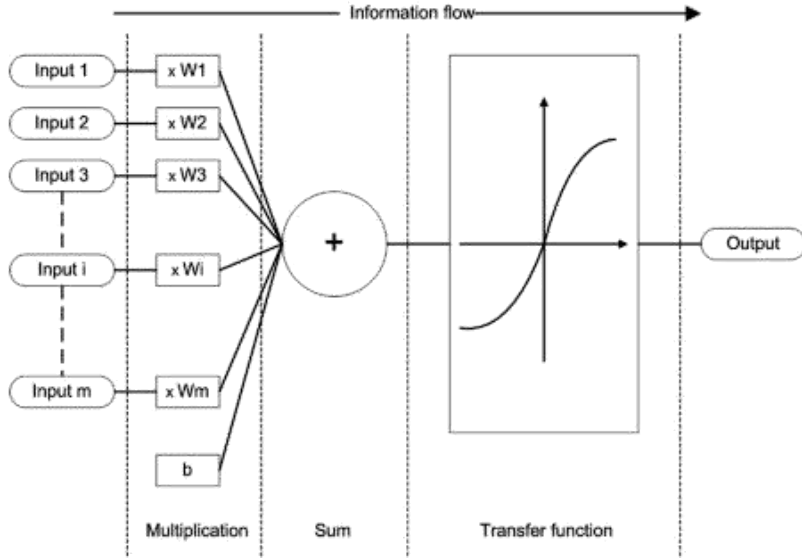 Information flow
Input 1
x W1
Input 2
x W2
Input 3
x W3
+
Output
Input i
x Wi
Input m
x Wm
b
Multiplication
Sum
Transfer function